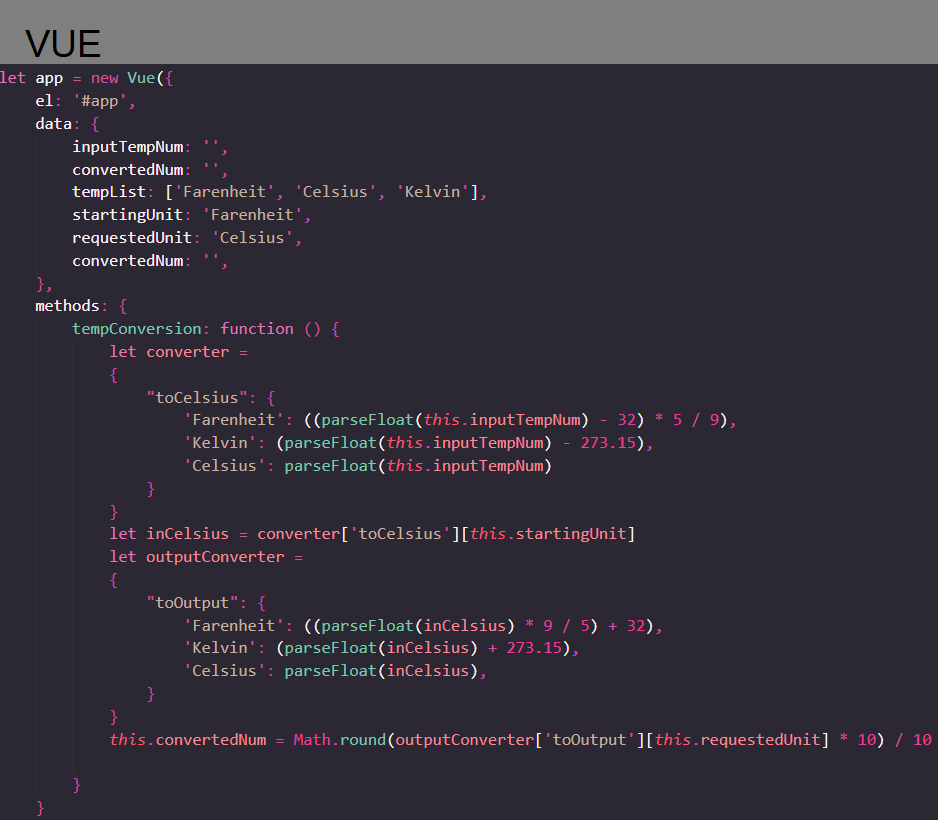 VUE
let app = new Vue({
    el: '#app',
    data: {
        inputTempNum: '',
        convertedNum: '',
        tempList: ['Farenheit', 'Celsius', 'Kelvin'],
        startingUnit: 'Farenheit',
        requestedUnit: 'Celsius',
        convertedNum: '',
    },
    methods: {
        tempConversion: function () {
            let converter =
            {
                "toCelsius": {
                    'Farenheit': ((parseFloat(this.inputTempNum) - 32) * 5 / 9),
                    'Kelvin': (parseFloat(this.inputTempNum) - 273.15),
                    'Celsius': parseFloat(this.inputTempNum)
                }
            }
            let inCelsius = converter['toCelsius'][this.startingUnit]
            let outputConverter =
            {
                "toOutput": {
                    'Farenheit': ((parseFloat(inCelsius) * 9 / 5) + 32),
                    'Kelvin': (parseFloat(inCelsius) + 273.15),
                    'Celsius': parseFloat(inCelsius),
                }
            }
            this.convertedNum = Math.round(outputConverter['toOutput'][this.requestedUnit] * 10) / 10
        }
    }